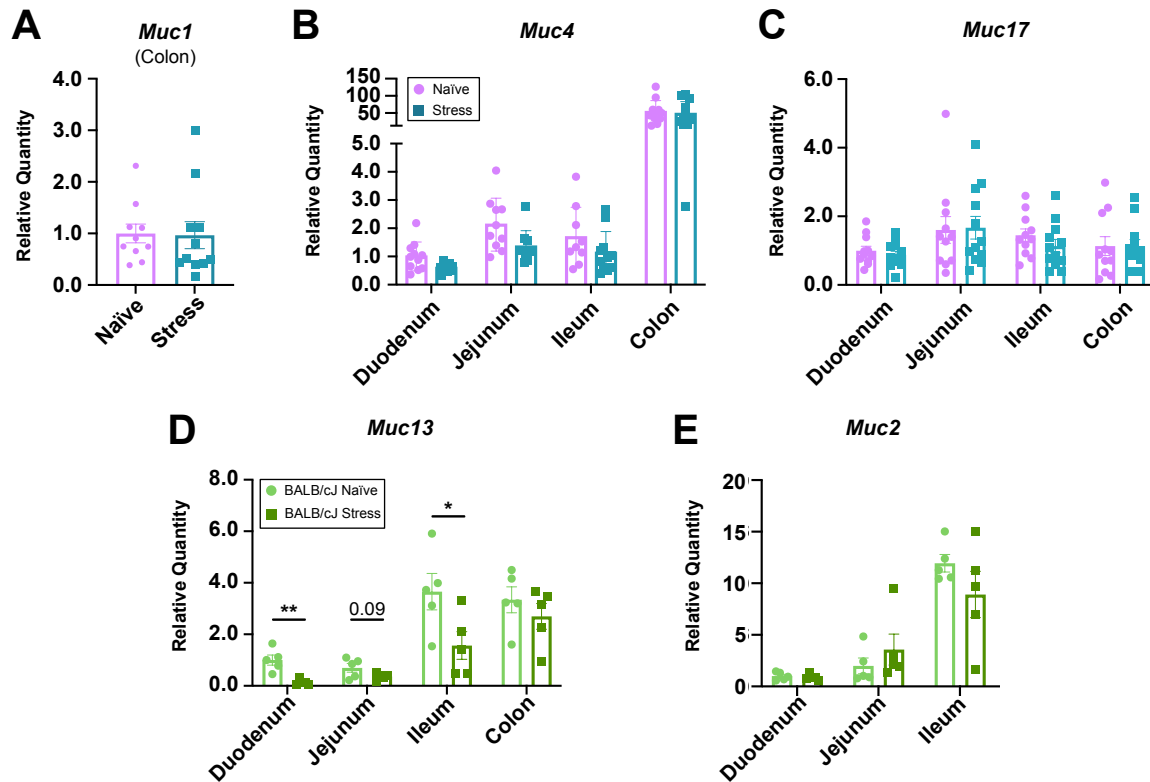 A
Muc1
(Colon)
Relative Quantity
4.0
3.0
2.0
1.0
0.0
Naïve
Stress
B
Muc4
Relative Quantity
150
100
50
5.0
4.0
3.0
2.0
1.0
0.0
Naïve
Stress
Duodenum
Jejunum
Ileum
Colon
C
Muc17
Relative Quantity
6.0
4.0
2.0
0.0
Duodenum
Jejunum
Ileum
Colon
D
Muc13
Relative Quantity
8.0
6.0
4.0
2.0
0.0
BALB/cJ Naïve
BALB/cJ Stress
**
0.09
*
Duodenum
Jejunum
Ileum
Colon
E
Muc2
Relative Quantity
20
15
10
5
0
Duodenum
Jejunum
Ileum